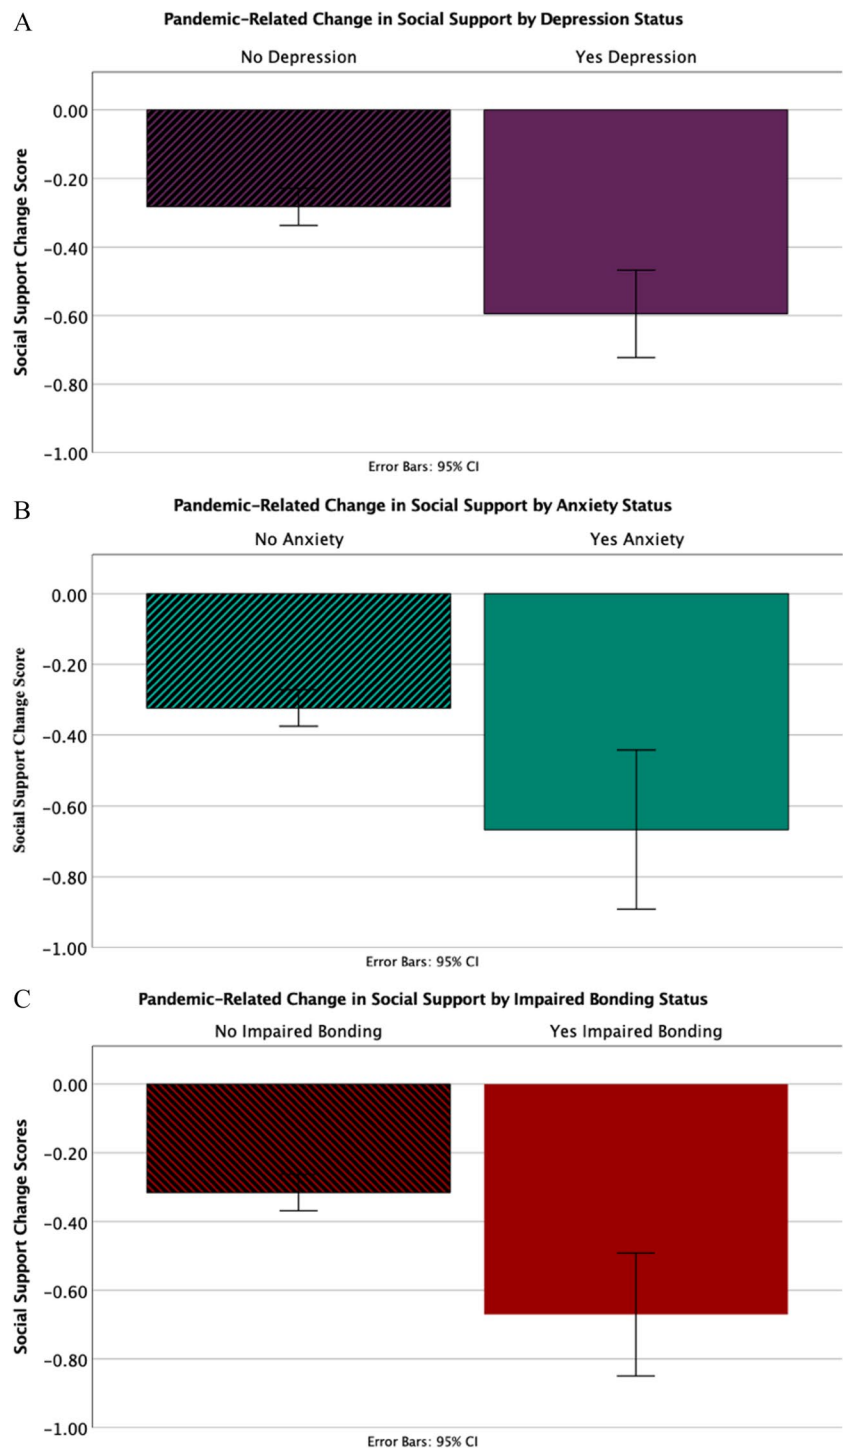 A
Pandemic-Related Change in Social Support by Depression Status
No Depression Yes Depression
Social Support Change Score
0.00
-0.20
-0.40
-0.60
-0.80
-1.00
Error Bars: 95% CI
B
Pandemic-Related Change in Social Support by Anxiety Status
No Anxiety Yes Anxiety
Social Support Change Score
0.00
-0.20
-0.40
-0.60
-0.80
-1.00
Error Bars: 95% CI
C
Pandemic-Related Change in Social Support by Impaired Bonding Status
No Impaired Bonding Yes Impaired Bonding
Social Support Change Scores
0.00
-0.20
-0.40
-0.60
-0.80
-1.00
Error Bars: 95% CI